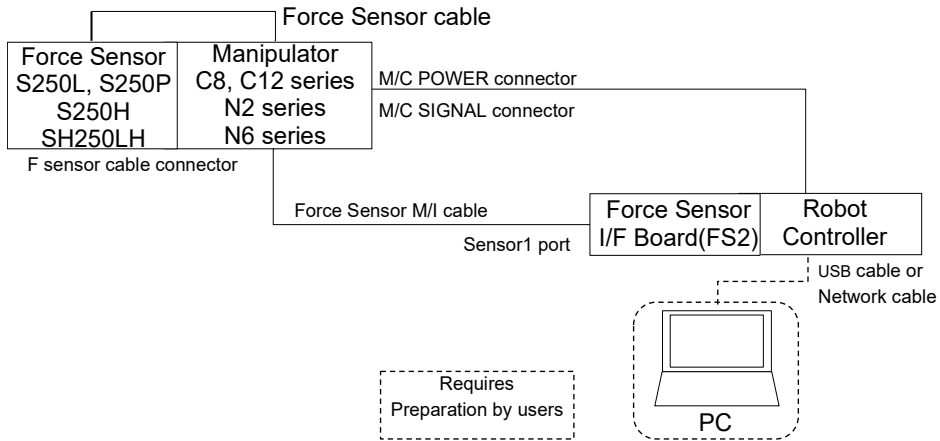 Force Sensor cable
Force Sensor
S250L, S250P
S250H
SH250LH
Manipulator
C8, C12 series
N2 series
N6 series
M/C POWER connector
M/C SIGNAL connector
F sensor cable connector
Force Sensor M/I cable
Sensor1 port
Force Sensor
I/F Board(FS2)
Robot
Controller
USB cable or
Network cable
Requires
Preparation by users
PC